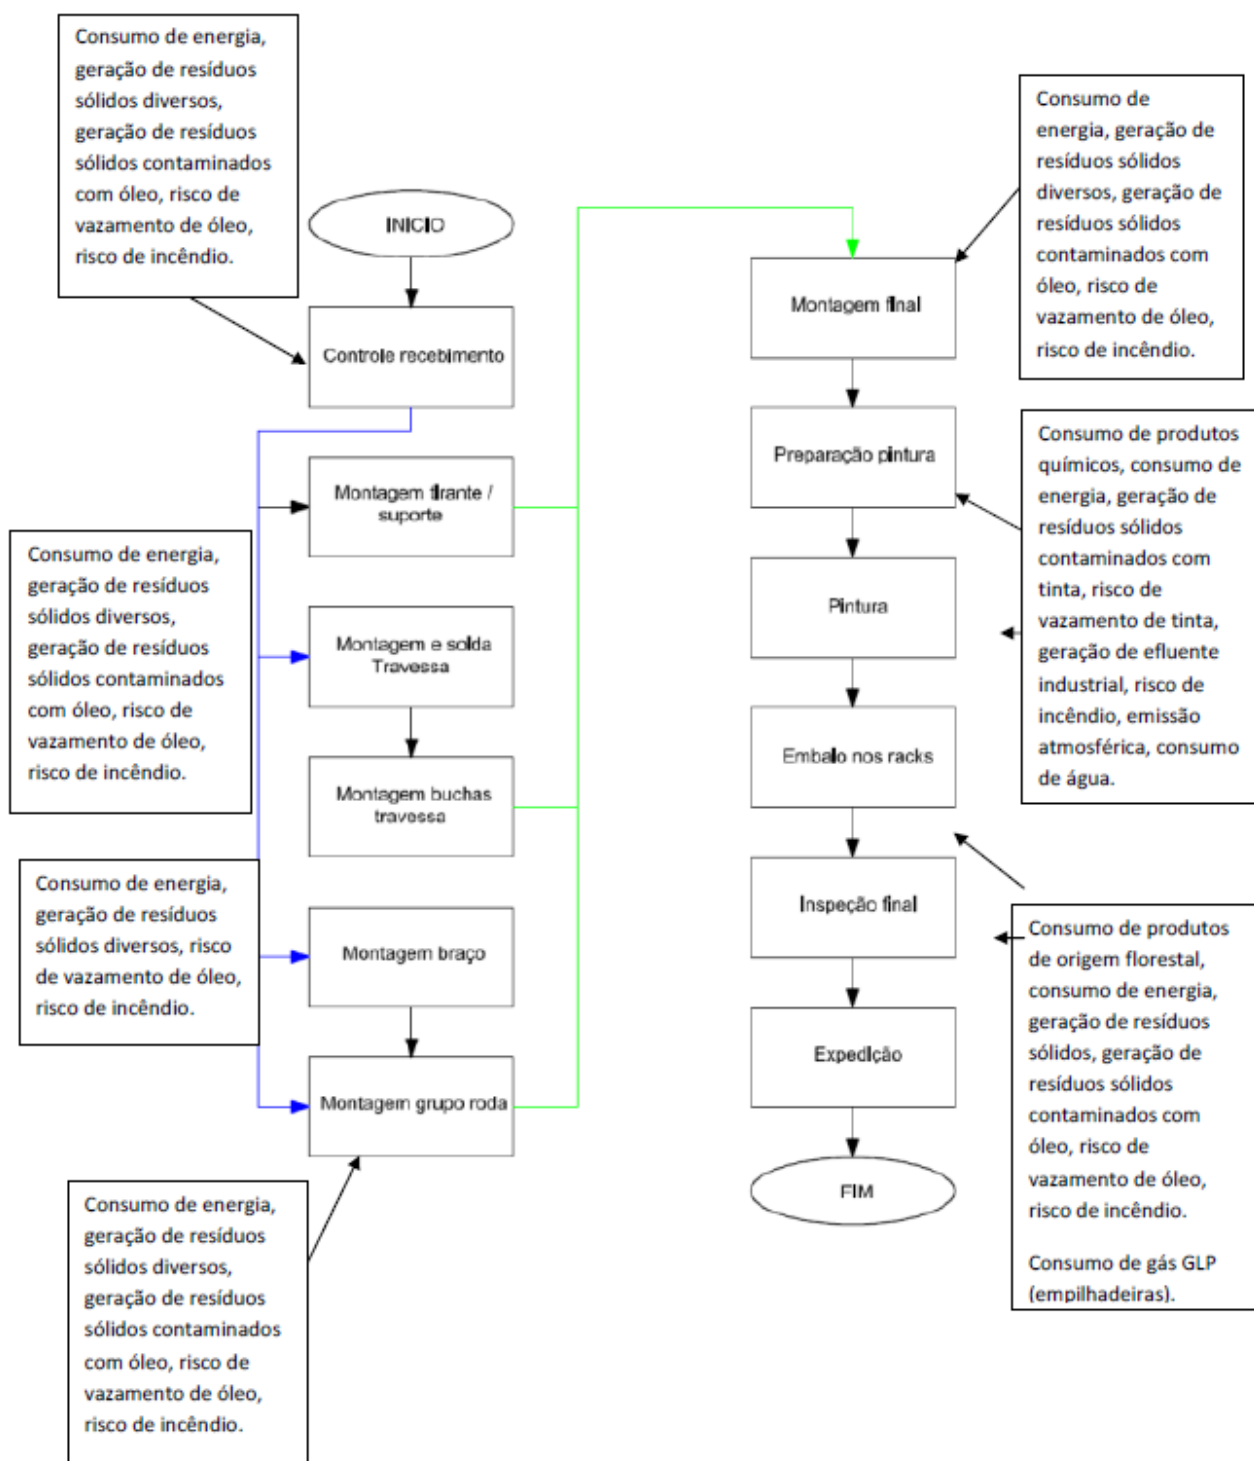 Consumo de energia,
geração de resíduos
sólidos diversos,
geração de resíduos
sólidos contaminados
com óleo, risco de
vazamento de óleo,
risco de incêndio.
INICIO
Controle recebimento
Montagem tirante /
suporte
Consumo de energia,
geração de resíduos
sólidos diversos,
geração de resíduos
sólidos contaminados
com óleo, risco de
vazamento de óleo,
risco de incêndio.
Montagem e solda
Travessa
Montagem buchas
travessa
Consumo de energia,
geração de resíduos
sólidos diversos, risco
de vazamento de óleo,
risco de incêndio.
Montagem braço
Montagem grupo roda
Consumo de energia,
geração de resíduos
sólidos diversos,
geração de resíduos
sólidos contaminados
com óleo, risco de
vazamento de óleo,
risco de incêndio.
Consumo de
energia, geração de
resíduos sólidos
diversos, geração de
resíduos sólidos
contaminados com
óleo, risco de
vazamento de óleo,
risco de incêndio.
Montagem final
Preparação pintura
Consumo de produtos
químicos, consumo de
energia, geração de
resíduos sólidos
contaminados com
tinta, risco de
vazamento de tinta,
geração de efluente
industrial, risco de
incêndio, emissão
atmosférica, consumo
de água.
Pintura
Embalo nos racks
Inspeção final
Consumo de produtos
de origem florestal,
consumo de energia,
geração de resíduos
sólidos, geração de
resíduos sólidos
contaminados com
óleo, risco de
vazamento de óleo,
risco de incêndio.
Consumo de gás GLP
(empilhadeiras).
Expedição
FIM